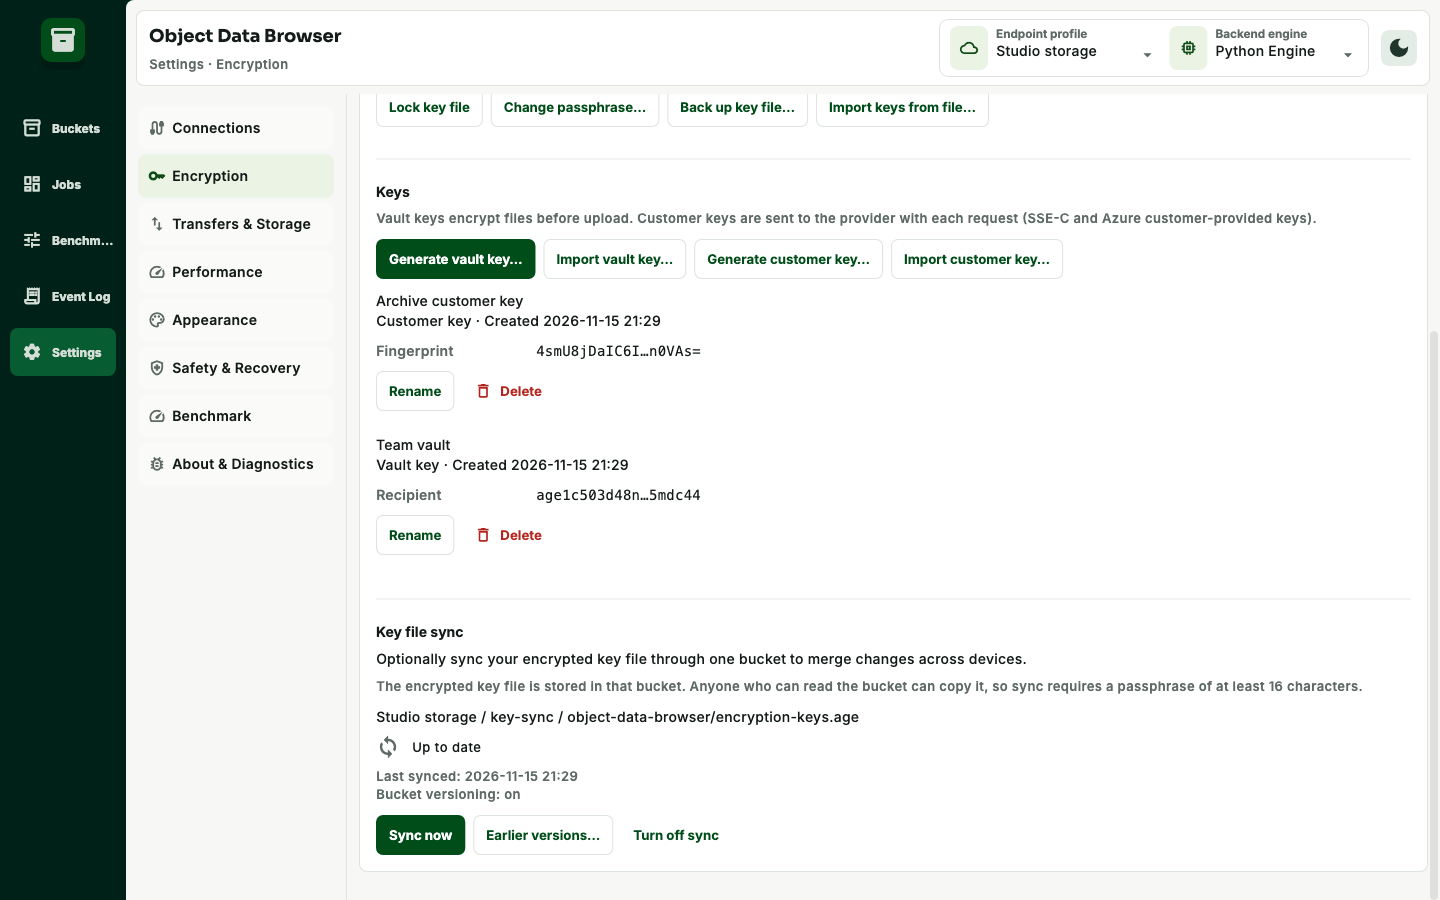 Object Data Browser
Settings · Encryption
Endpoint profile
Studio storage
Backend engine
Python Engine
Buckets
Jobs
Benchm...
Event Log
Settings
Connections
Encryption
Transfers & Storage
Performance
Appearance
Safety & Recovery
Benchmark
About & Diagnostics
Lock key file
Change passphrase...
Back up key file...
Import keys from file...
Keys
Vault keys encrypt files before upload. Customer keys are sent to the provider with each request (SSE-C and Azure customer-provided keys).
Generate vault key...
Import vault key...
Generate customer key...
Import customer key...
Archive customer key
Customer key · Created 2026-11-15 21:29
Fingerprint 4smU8jDaIC6I…n0VAs=
Rename
Delete
Team vault
Vault key · Created 2026-11-15 21:29
Recipient age1c503d48n…5mdc44
Rename
Delete
Key file sync
Optionally sync your encrypted key file through one bucket to merge changes across devices.
The encrypted key file is stored in that bucket. Anyone who can read the bucket can copy it, so sync requires a passphrase of at least 16 characters.
Studio storage / key-sync / object-data-browser/encryption-keys.age
Up to date
Last synced: 2026-11-15 21:29
Bucket versioning: on
Sync now
Earlier versions...
Turn off sync